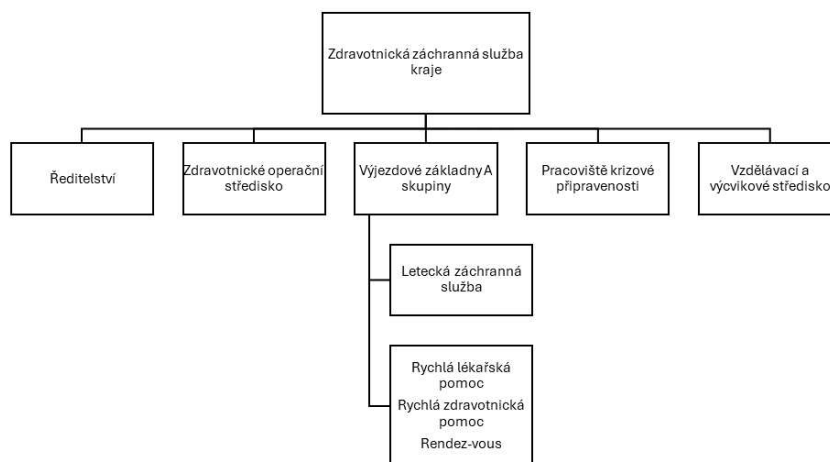 Zdravotnická záchranná služba
kraje
Ředitelství
Zdravotnické operační
středisko
Výjezdové základny A
skupiny
Pracoviště krizové
připravenosti
Vzdělávací a
výcvikové středisko
Letecká záchranná
služba
Rychlá lékařská
pomoc
Rychlá zdravotnická
pomoc
Rendez-vous